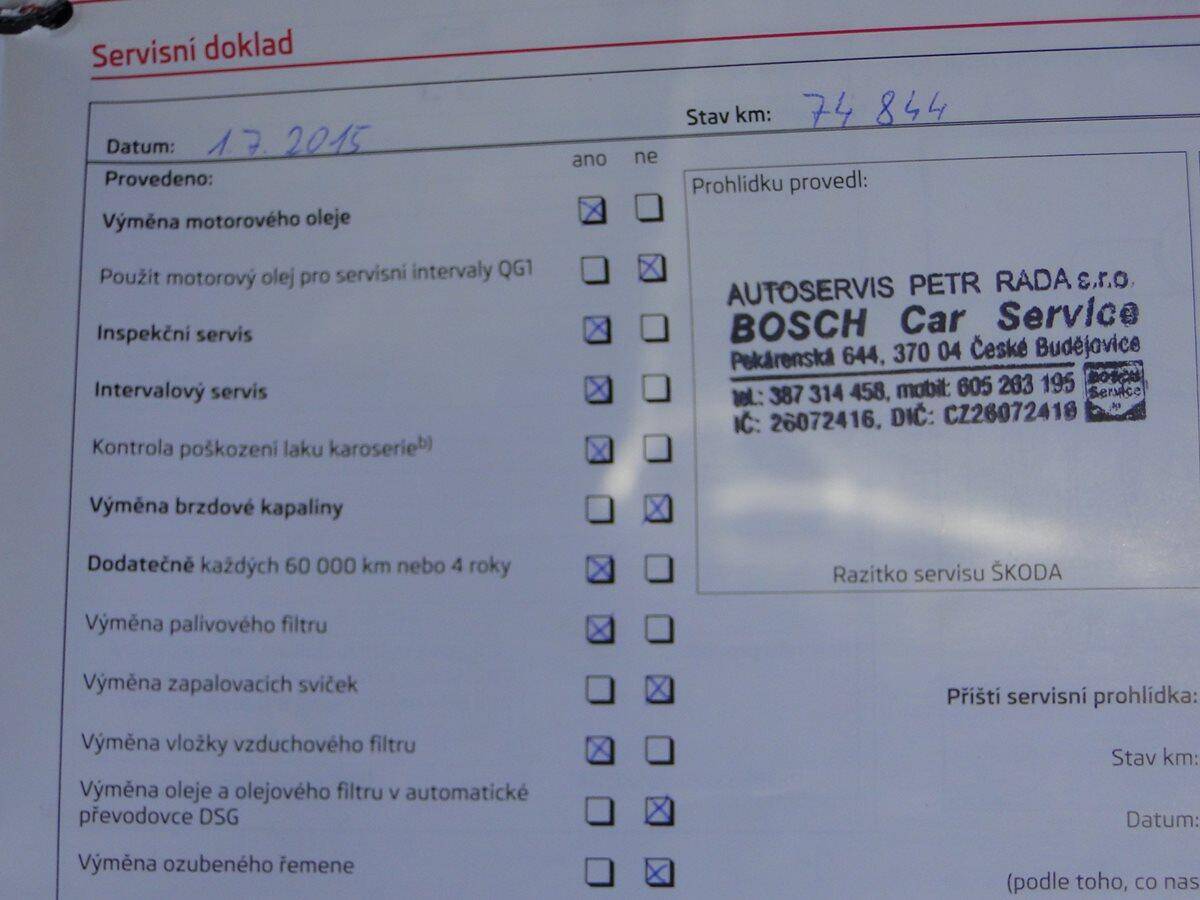 Servisní doklad
Datum: 1.7. 2015
Stav km: 74 844
ano ne
Provedeno:
Výměna motorového oleje
Použit motorový olej pro servisní intervaly QG1
Inspekční servis
Intervalový servis
Kontrola poškození laku karoserieb)
Výměna brzdové kapaliny
Dodatečně každých 60 000 km nebo 4 roky
Výměna palivového filtru
Výměna zapalovacích svíček
Výměna vložky vzduchového filtru
Výměna oleje a olejového filtru v automatické
převodovce DSG
Výměna ozubeného řemene
Prohlídku provedl:
AUTOSERVIS PETR RADA s.r.o.
BOSCH Car Service
Pekárenská 644, 370 04 České Budějovice
tel.: 387 314 458, mobil: 605 263 195
IČ: 26072416, DIČ: CZ26072416
BOSCH
Service
Razítko servisu ŠKODA
Příští servisní prohlídka:
Stav km:
Datum:
(podle toho, co nas